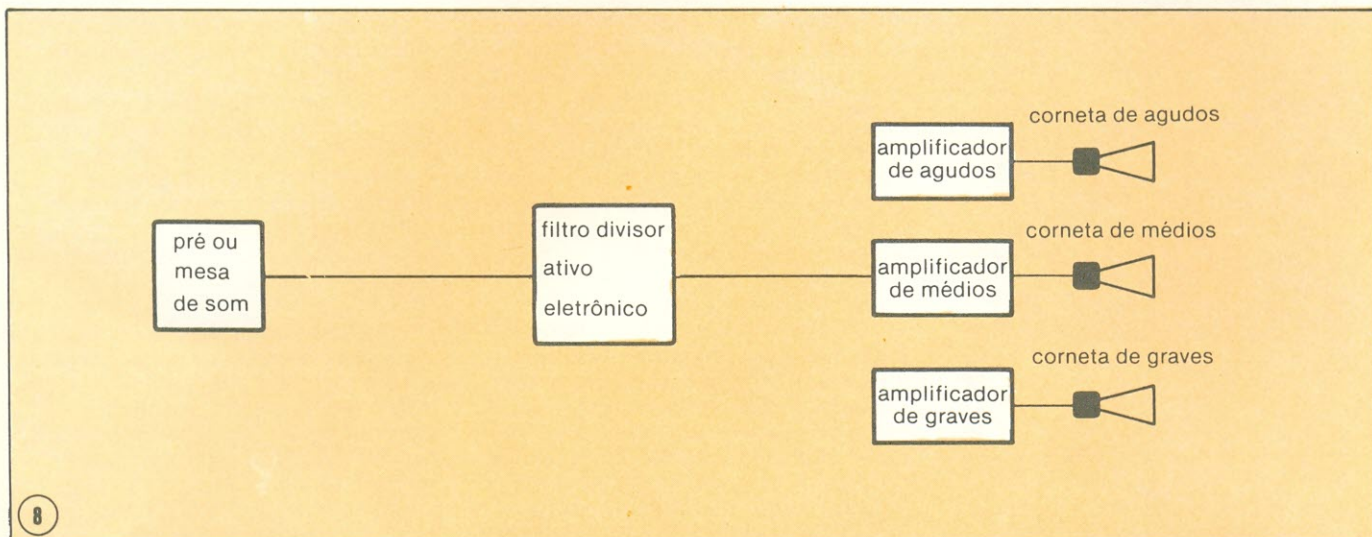 pré ou
mesa
de som
filtro divisor
ativo
eletrônico
corneta de agudos
amplificador
de agudos
corneta de médios
amplificador
de médios
corneta de graves
amplificador
de graves
8